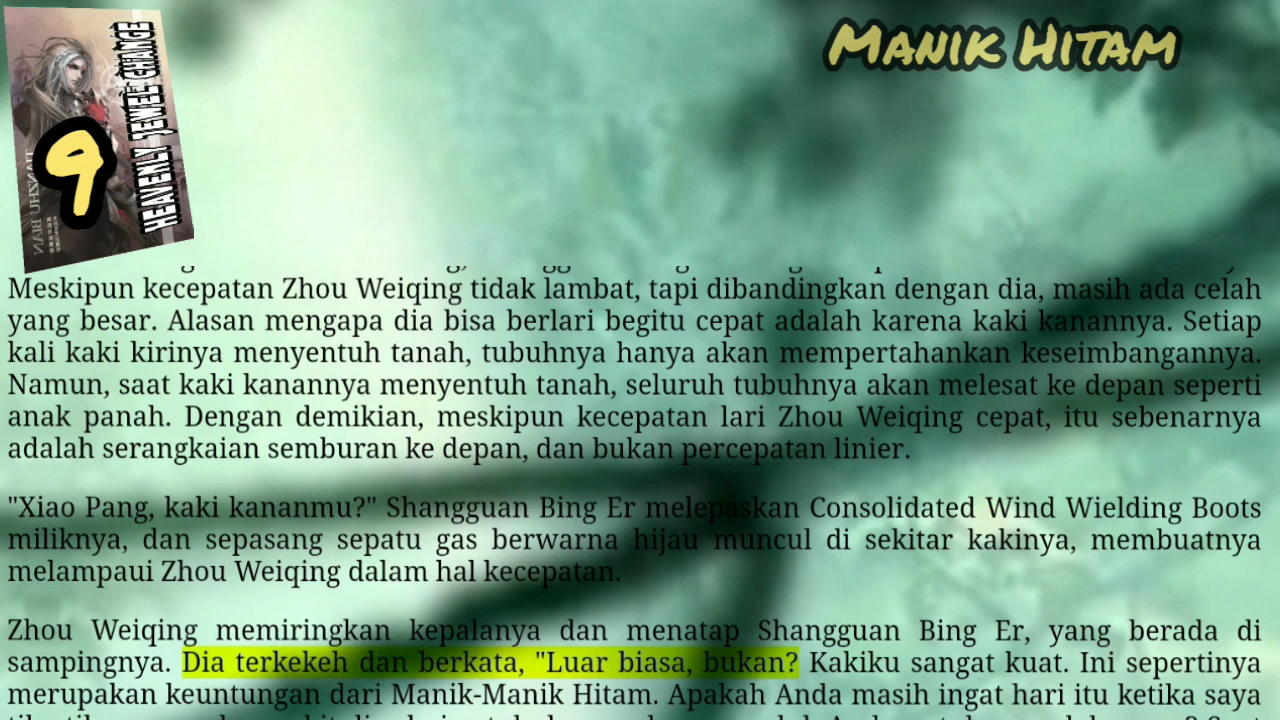 Manik Hitam
HEAVENLY JEWEL CHANGE
9
Meskipun kecepatan Zhou Weiqing tidak lambat, tapi dibandingkan dengan dia, masih ada celah
yang besar. Alasan mengapa dia bisa berlari begitu cepat adalah karena kaki kanannya. Setiap
kali kaki kirinya menyentuh tanah, tubuhnya hanya akan mempertahankan keseimbangannya.
Namun, saat kaki kanannya menyentuh tanah, seluruh tubuhnya akan melesat ke depan seperti
anak panah. Dengan demikian, meskipun kecepatan lari Zhou Weiqing cepat, itu sebenarnya
adalah serangkaian semburan ke depan, dan bukan percepatan linier.
"Xiao Pang, kaki kananmu?" Shangguan Bing Er melepaskan Consolidated Wind Wielding Boots
miliknya, dan sepasang sepatu gas berwarna hijau muncul di sekitar kakinya, membuatnya
melampaui Zhou Weiqing dalam hal kecepatan.
Zhou Weiqing memiringkan kepalanya dan menatap Shangguan Bing Er, yang berada di
sampingnya. Dia terkekeh dan berkata, "Luar biasa, bukan? Kakiku sangat kuat. Ini sepertinya
merupakan keuntungan dari Manik-Manik Hitam. Apakah Anda masih ingat hari itu ketika saya